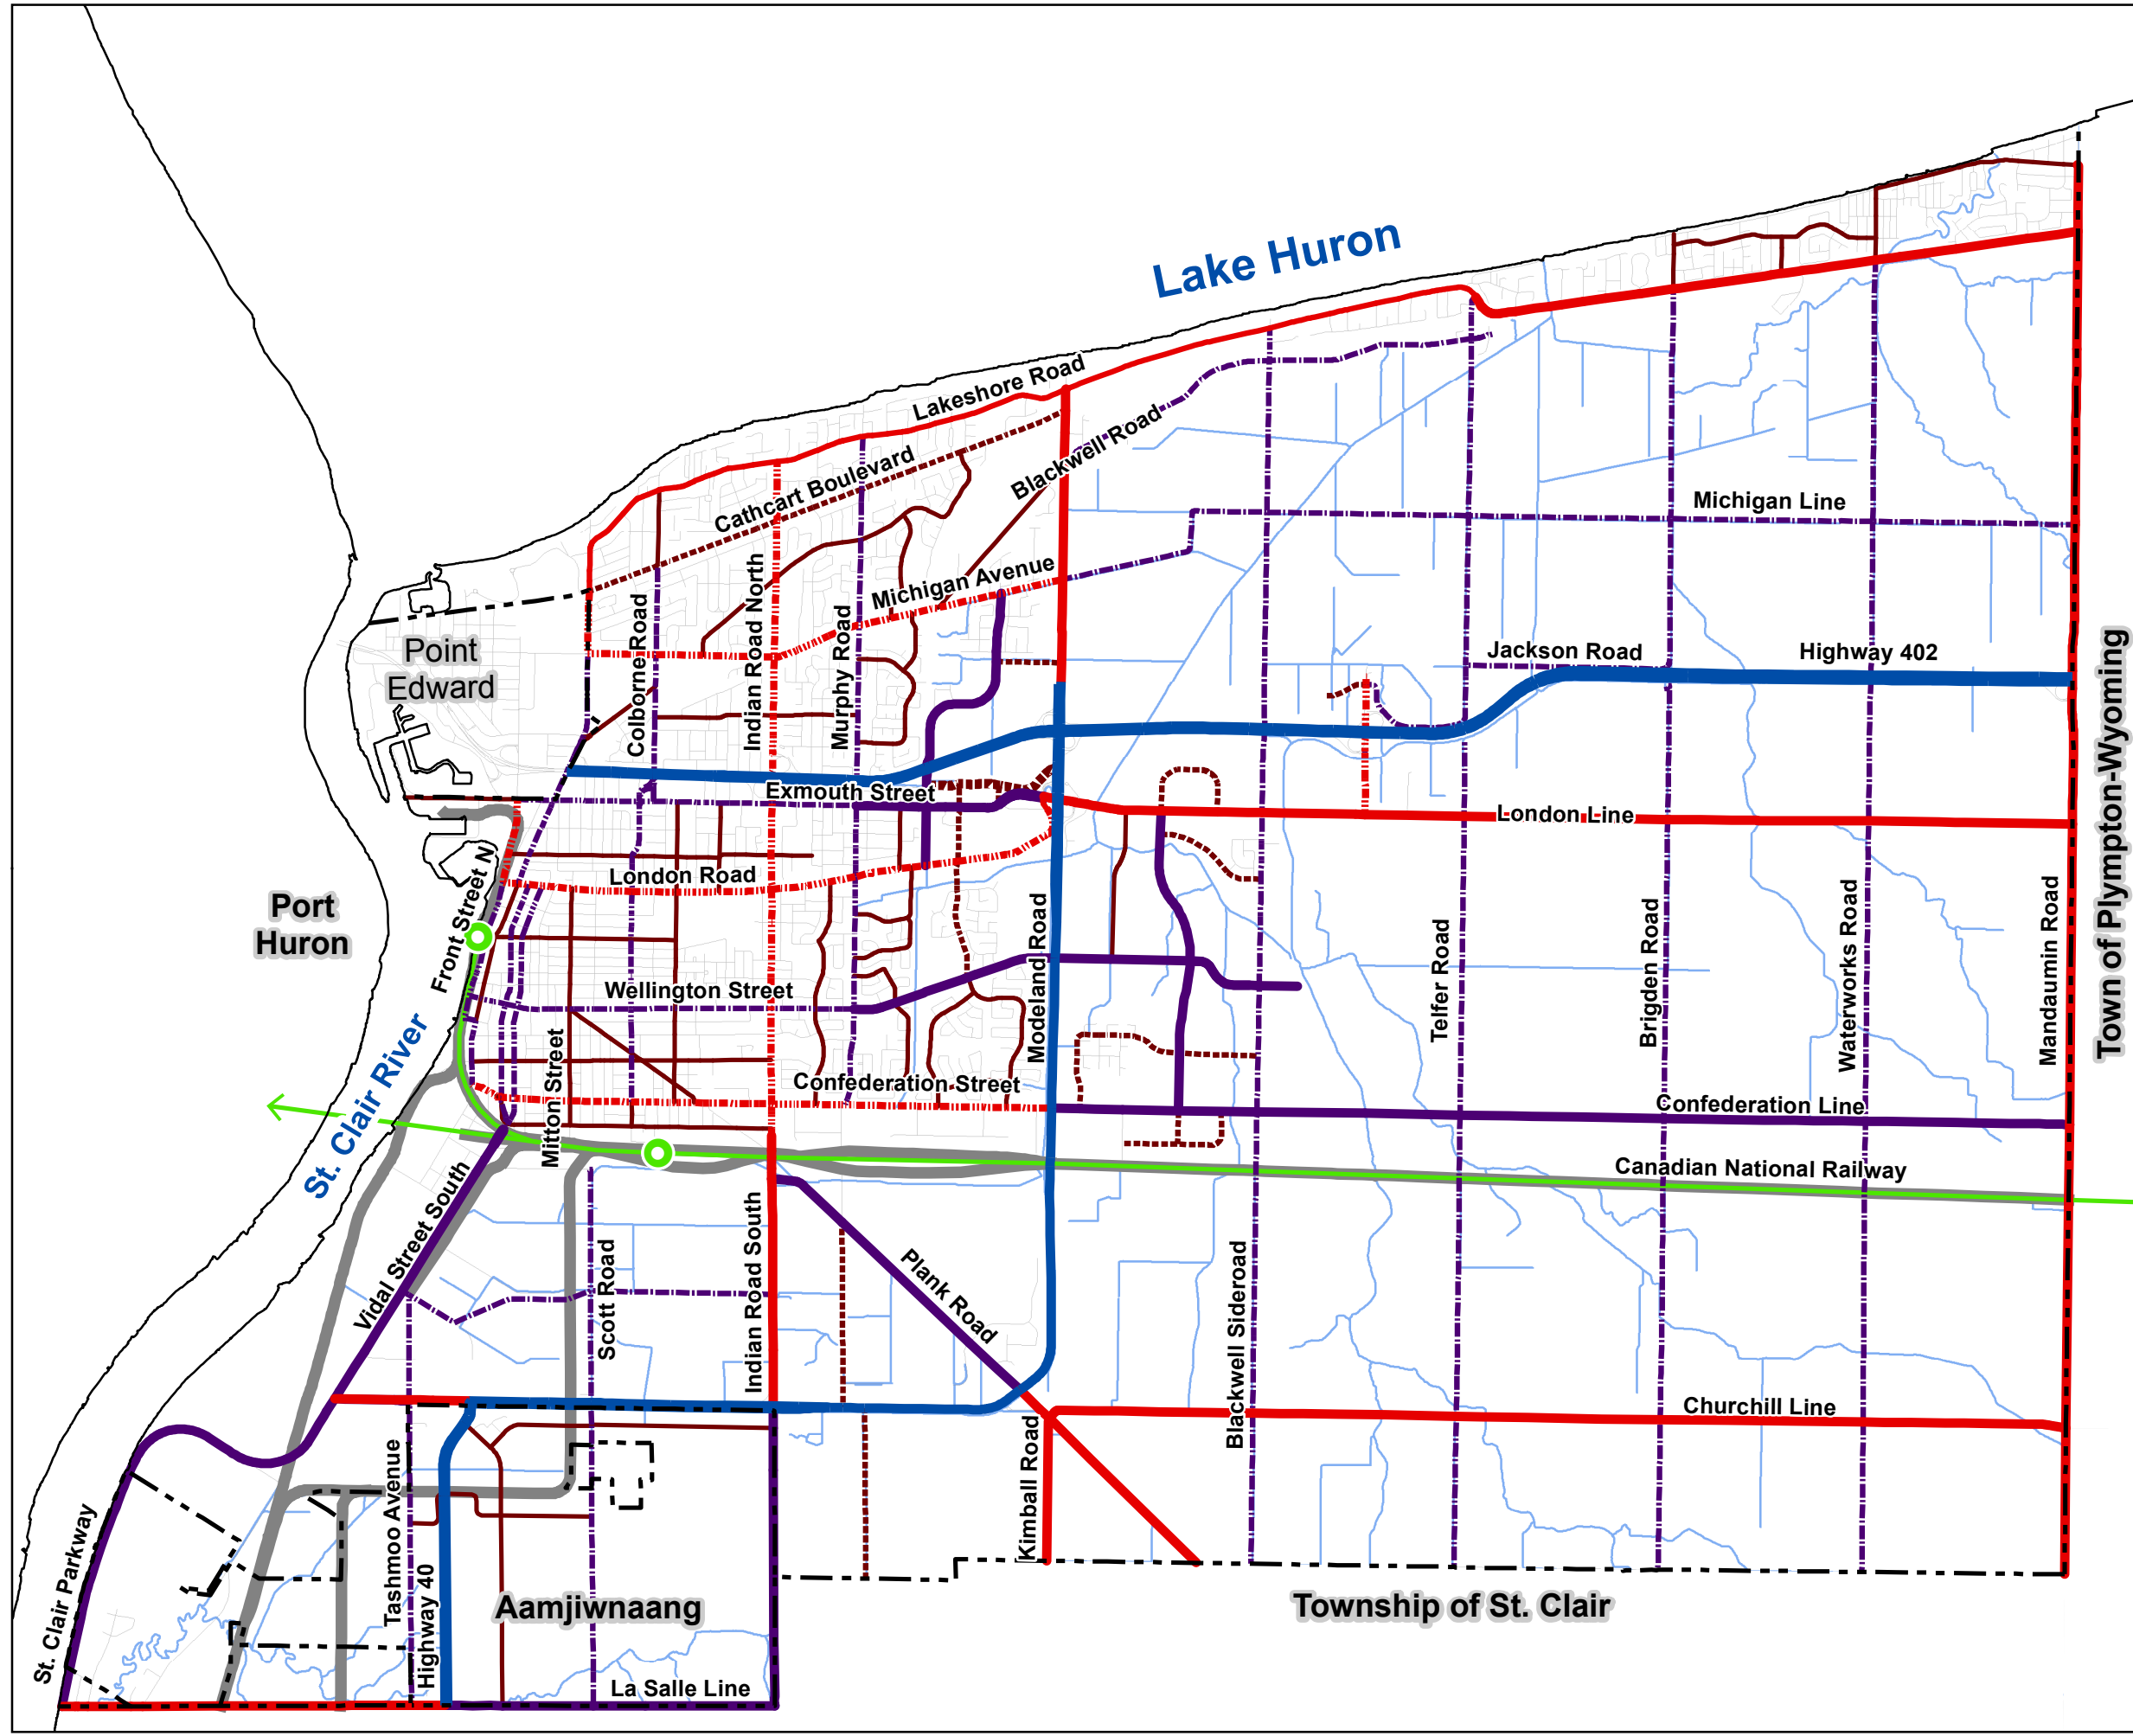 Lake Huron
Lakeshore Road
Cathcart Boulevard
Blackwell Road
Michigan Line
Michigan Avenue
Point
Edward
Colborne Road
Indian Road North
Murphy Road
Jackson Road
Highway 402
Town of Plympton-Wyoming
Exmouth Street
London Line
London Road
Front Street N
Port
Huron
Wellington Street
Modeland Road
Telfer Road
Brigden Road
Waterworks Road
Mandaumin Road
St. Clair River
Mitton Street
Confederation Street
Confederation Line
Canadian National Railway
Vidal Street South
Scott Road
Indian Road South
Plank Road
Blackwell Sideroad
Churchill Line
Kimball Road
St. Clair Parkway
Tashmoo Avenue
Highway 40
Aamjiwnaang
Township of St. Clair
La Salle Line